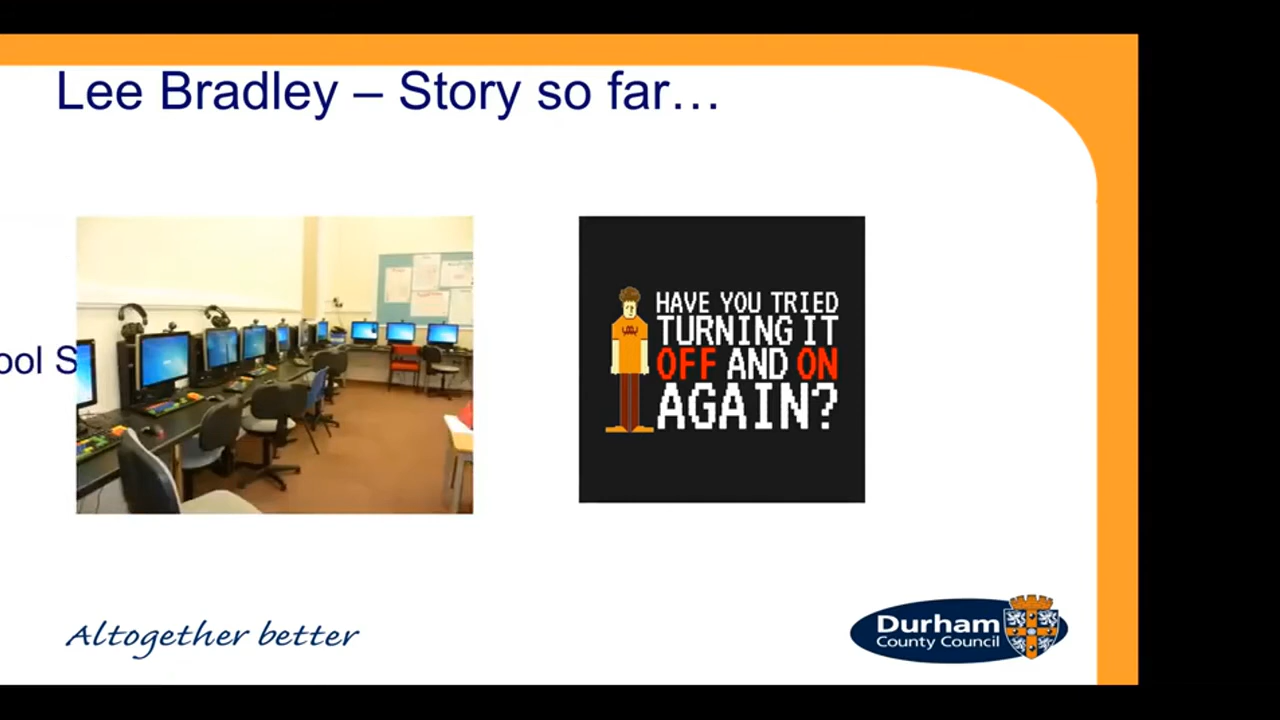 Lee Bradley – Story so far…
HAVE YOU TRIED
TURNING IT
OFF AND ON
AGAIN?
ool S
Altogether better
Durham
County Council